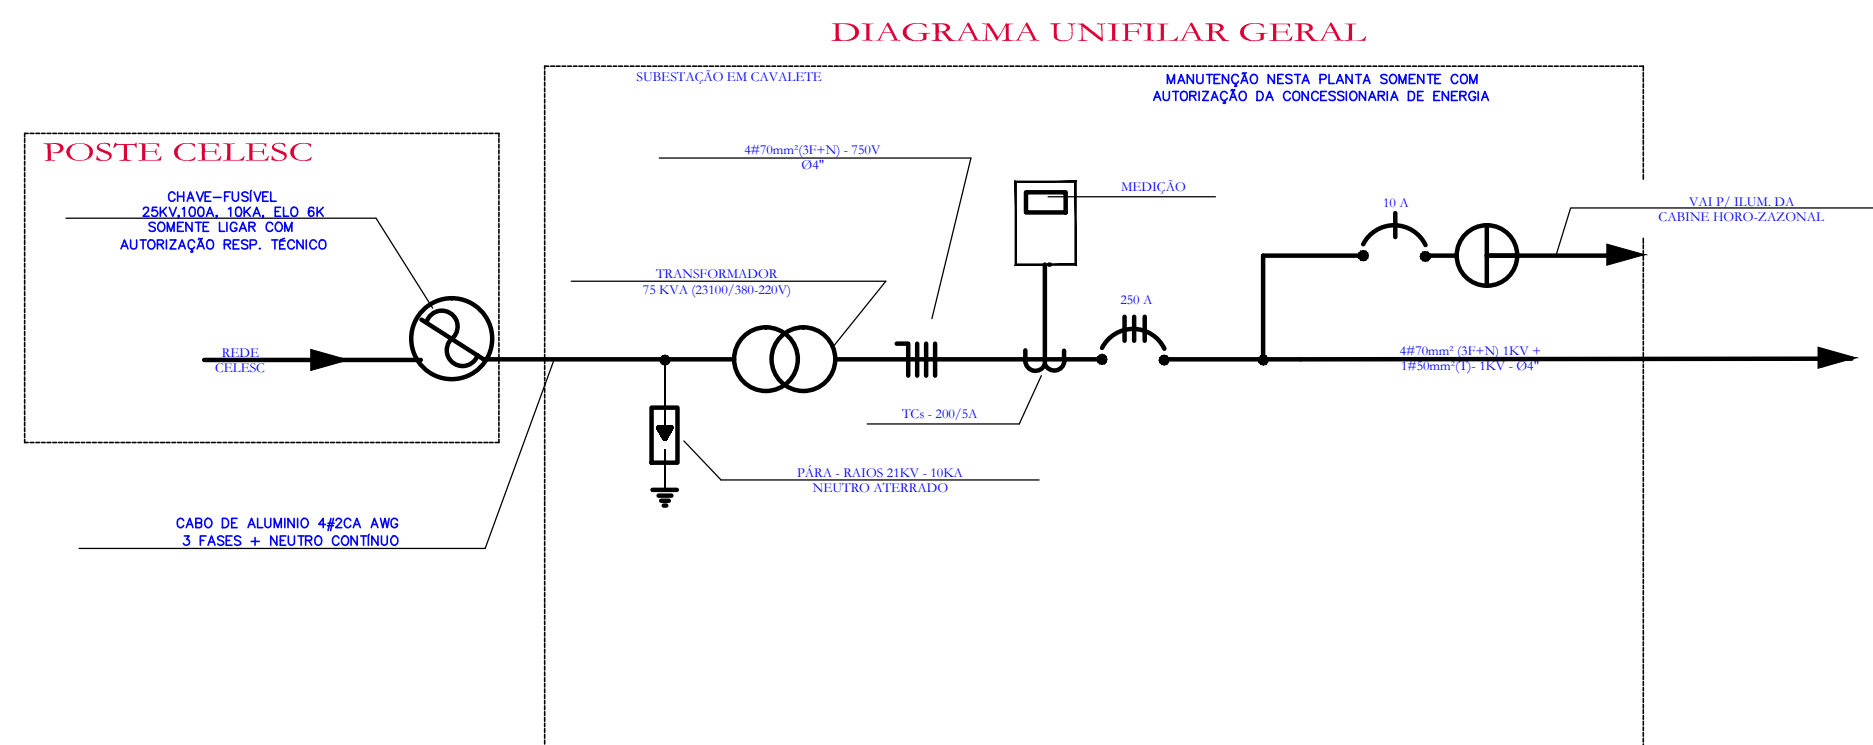 DIAGRAMA UNIFILAR GERAL
SUBESTAÇÃO EM CAVALETE
MANUTENÇÃO NESTA PLANTA SOMENTE COM
AUTORIZAÇÃO DA CONCESSIONARIA DE ENERGIA
POSTE CELESC
CHAVE-FUSÍVEL
25KV,100A, 10KA, ELO 6K
SOMENTE LIGAR COM
AUTORIZAÇÃO RESP. TÉCNICO
4#70mm²(3F+N) - 750V
Ø4"
MEDIÇÃO
10 A
VAI P/ ILUM. DA
CABINE HORO-ZAZONAL
TRANSFORMADOR
75 KVA (23100/380-220V)
250 A
REDE
CELESC
4#70mm² (3F+N) 1KV +
1#50mm²(T)- 1KV - Ø4"
TCs - 200/5A
PÁRA - RAIOS 21KV - 10KA
NEUTRO ATERRADO
CABO DE ALUMINIO 4#2CA AWG
3 FASES + NEUTRO CONTÍNUO